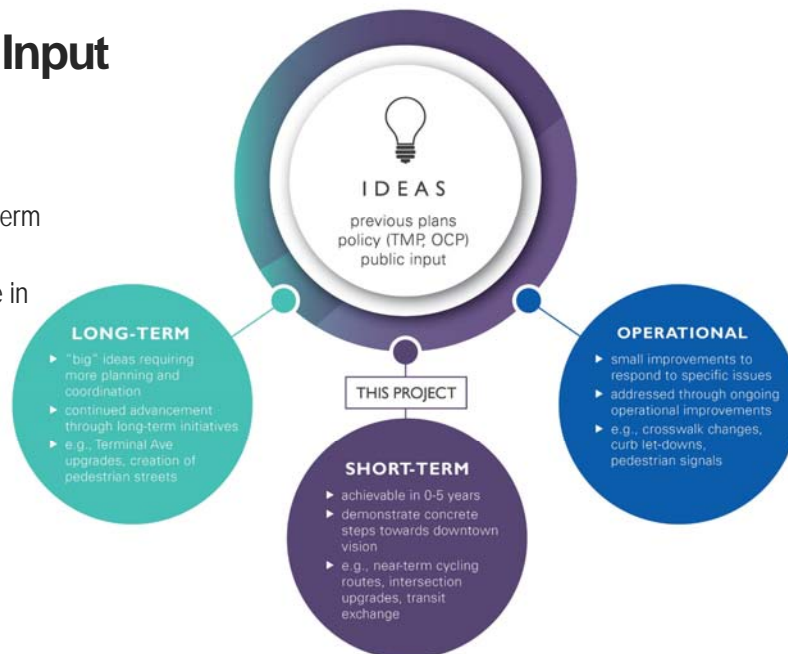 Input
erm
e in
IDEAS
previous plans
policy (TMP, OCP)
public input
LONG-TERM
▶ "big" ideas requiring
more planning and
coordination
▶ continued advancement
through long-term initiatives
▶ e.g., Terminal Ave
upgrades, creation of
pedestrian streets
THIS PROJECT
SHORT-TERM
▶ achievable in 0-5 years
▶ demonstrate concrete
steps towards downtown
vision
▶ e.g., near-term cycling
routes, intersection
upgrades, transit
exchange
OPERATIONAL
▶ small improvements to
respond to specific issues
▶ addressed through ongoing
operational improvements
▶ e.g., crosswalk changes,
curb let-downs,
pedestrian signals